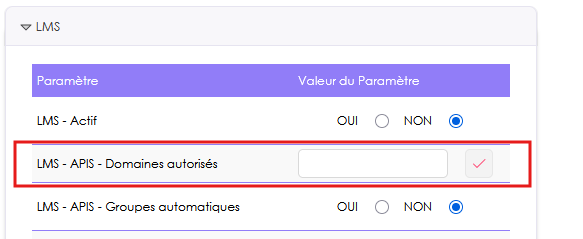 LMS
Paramètre Valeur du Paramètre
LMS - Actif OUI NON
LMS - APIS - Domaines autorisés
LMS - APIS - Groupes automatiques OUI NON